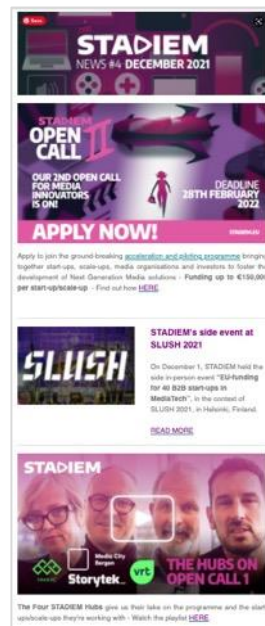 Save
STADIEM
NEWS #4 DECEMBER 2021
STADIEM
OPEN
CALL II
OUR 2ND OPEN CALL
FOR MEDIA
INNOVATORS
IS ON!
DEADLINE
28TH FEBRUARY
2022
APPLY NOW!
STADIEM.EU
Apply to join the ground-breaking acceleration and piloting programme bringing
together start-ups, scale-ups, media organisations and investors to foster the
development of Next Generation Media solutions - Funding up to €150,000
per start-up/scale-up - Find out how HERE.
SLUSH
STADIEM's side event at
SLUSH 2021
On December 1, STADIEM held the
side in-person event "EU-funding
for 40 B2B start-ups in
MediaTech", in the context of
SLUSH 2021, in Helsinki, Finland.
READ MORE
STADIEM
Media City
Bergen
Storytek
vrt
THE HUBS ON
OPEN CALL 1
The Four STADIEM Hubs give us their take on the programme and the start-
ups/scale-ups they're working with - Watch the playlist HERE.